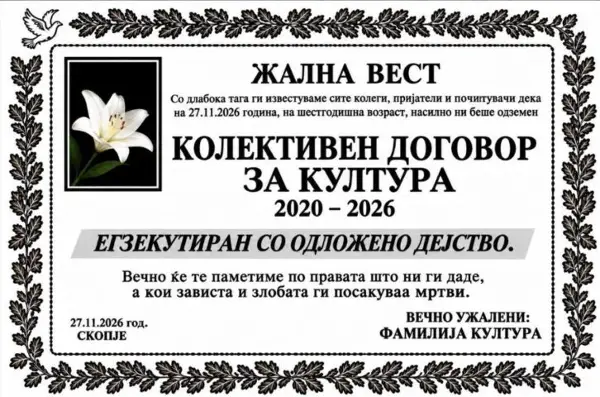 ЖАЛНА ВЕСТ
Со длабока тага ги известуваме сите колеги, пријатели и почитувачи дека
на 27.11.2026 година, на шестгодишна возраст, насилно ни беше одземен
КОЛЕКТИВЕН ДОГОВОР
ЗА КУЛТУРА
2020 – 2026
ЕГЗЕКУТИРАН СО ОДЛОЖЕНО ДЕЈСТВО.
Вечно ќе те паметиме по правата што ни ги даде,
а кои зависта и злобата ги посакуваа мртви.
27.11.2026 год.
СКОПЈЕ
ВЕЧНО УЖАЛЕНИ:
ФАМИЛИЈА КУЛТУРА